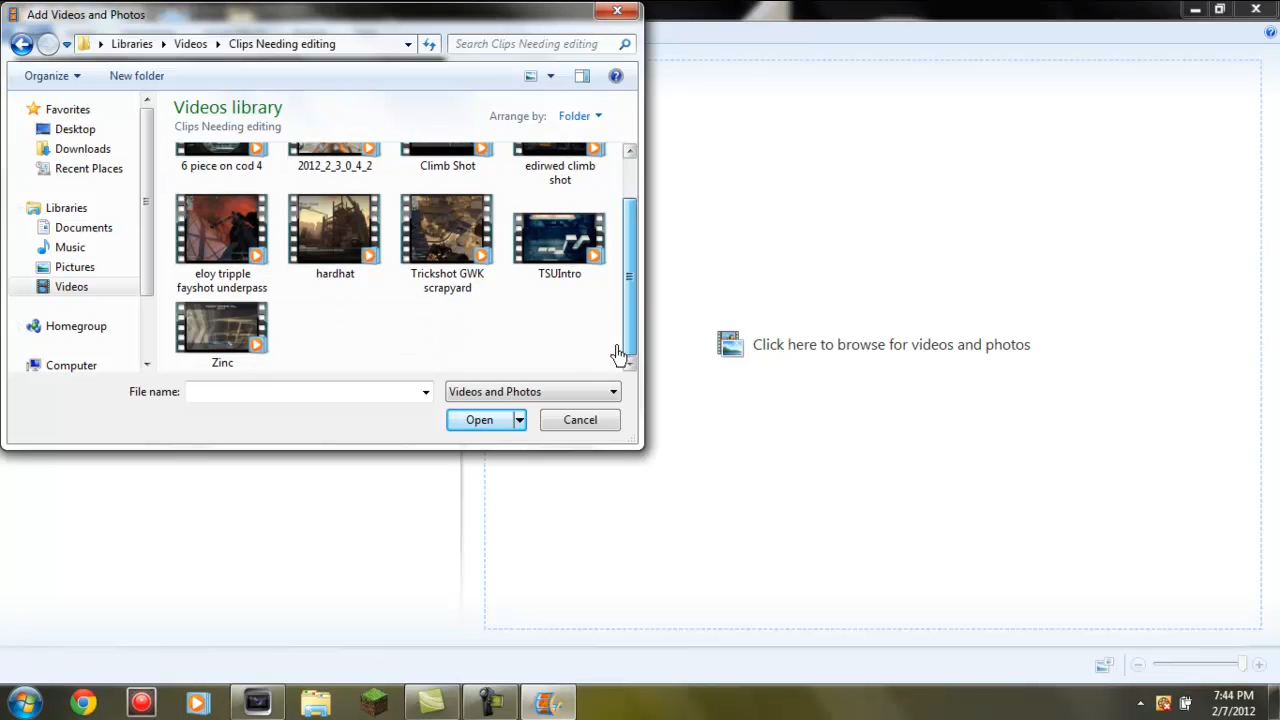 Add Videos and Photos
Libraries Videos Clips Needing editing
Search Clips Needing editing
Organize New folder
Favorites
Desktop
Downloads
Recent Places
Libraries
Documents
Music
Pictures
Videos
Homegroup
Computer
Videos library
Clips Needing editing
Arrange by: Folder
6 piece on cod 4
2012_2_3_0_4_2
Climb Shot
edirwed climb
shot
eloy tripple
fayshot underpass
hardhat
Trickshot GWK
scrapyard
TSUIntro
Zinc
File name:
Videos and Photos
Open Cancel
Click here to browse for videos and photos
7:44 PM
2/7/2012